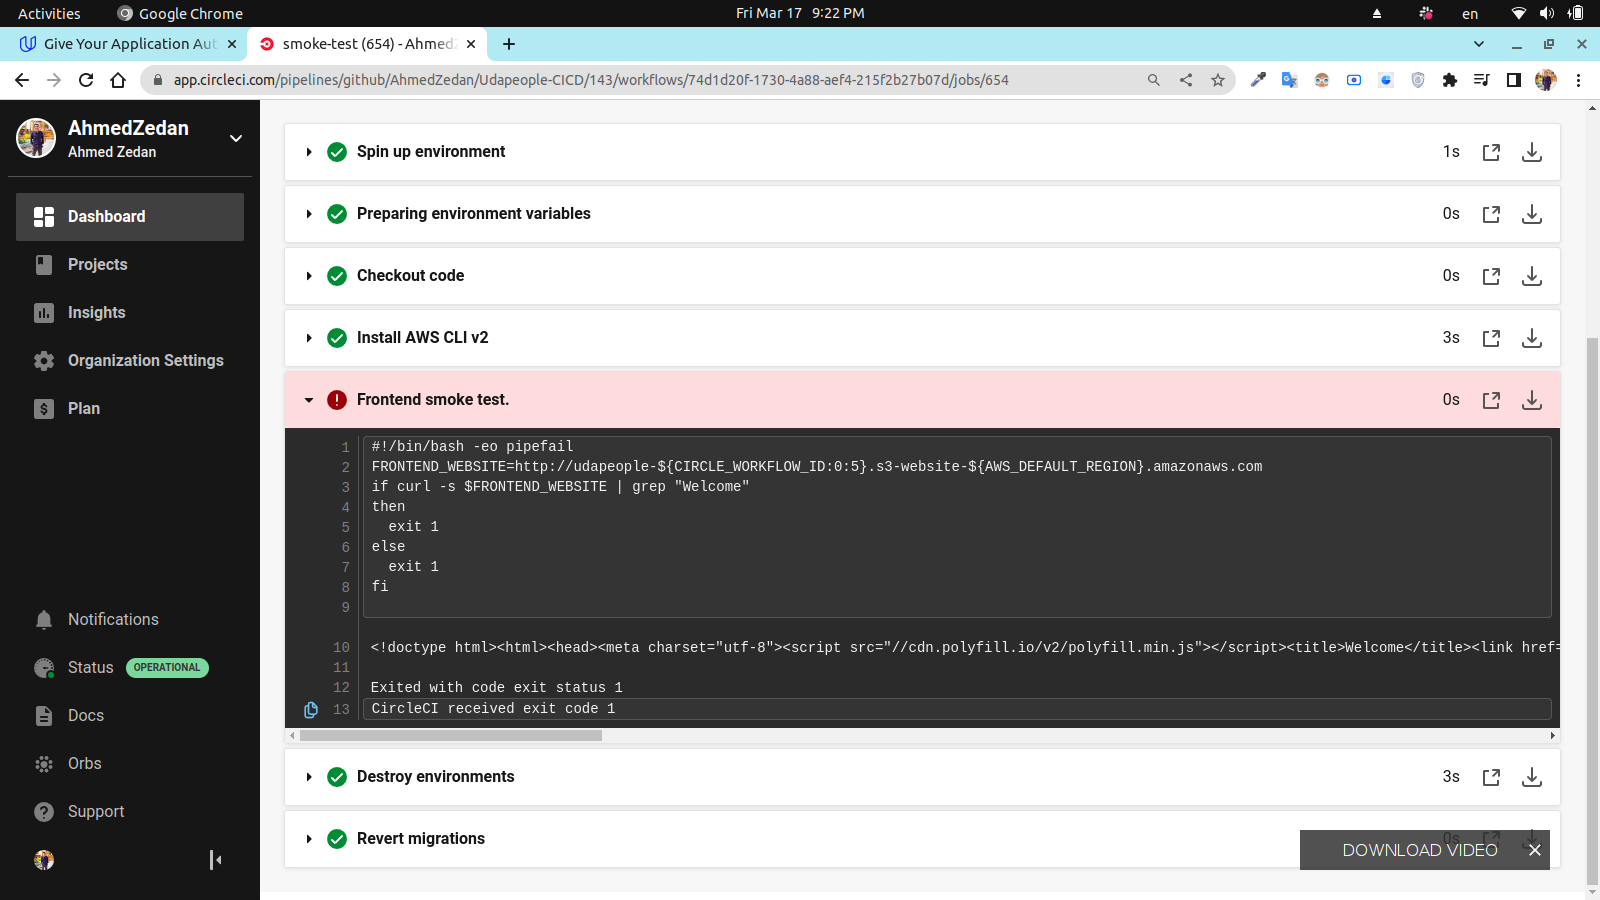 Activities
Google Chrome
Fri Mar 17 9:22 PM
en
Give Your Application Aut
smoke-test (654) - AhmedZ
app.circleci.com/pipelines/github/AhmedZedan/Udapeople-CICD/143/workflows/74d1d20f-1730-4a88-aef4-215f2b27b07d/jobs/654
AhmedZedan
Ahmed Zedan
Dashboard
Projects
Insights
Organization Settings
Plan
Notifications
Status OPERATIONAL
Docs
Orbs
Support
Spin up environment 1s
Preparing environment variables 0s
Checkout code 0s
Install AWS CLI v2 3s
Frontend smoke test. 0s
1 #!/bin/bash -eo pipefail
2 FRONTEND_WEBSITE=http://udapeople-${CIRCLE_WORKFLOW_ID:0:5}.s3-website-${AWS_DEFAULT_REGION}.amazonaws.com
3 if curl -s $FRONTEND_WEBSITE | grep "Welcome"
4 then
5   exit 1
6 else
7   exit 1
8 fi
9
10 <!doctype html><html><head><meta charset="utf-8"><script src="//cdn.polyfill.io/v2/polyfill.min.js"></script><title>Welcome</title><link href=
11
12 Exited with code exit status 1
13 CircleCI received exit code 1
Destroy environments 3s
Revert migrations 0s
DOWNLOAD VIDEO